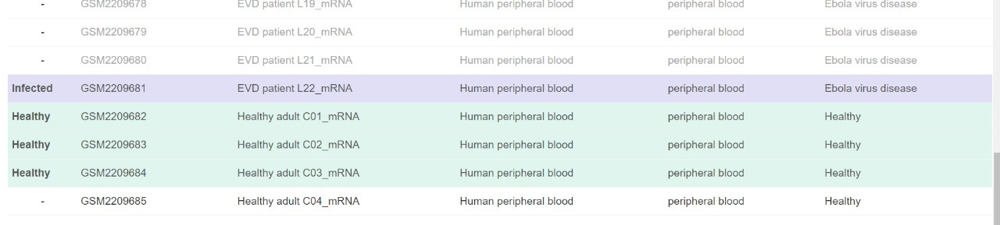 - GSM2209678 EVD patient L19_mRNA Human peripheral blood peripheral blood Ebola virus disease
- GSM2209679 EVD patient L20_mRNA Human peripheral blood peripheral blood Ebola virus disease
- GSM2209680 EVD patient L21_mRNA Human peripheral blood peripheral blood Ebola virus disease
Infected GSM2209681 EVD patient L22_mRNA Human peripheral blood peripheral blood Ebola virus disease
Healthy GSM2209682 Healthy adult C01_mRNA Human peripheral blood peripheral blood Healthy
Healthy GSM2209683 Healthy adult C02_mRNA Human peripheral blood peripheral blood Healthy
Healthy GSM2209684 Healthy adult C03_mRNA Human peripheral blood peripheral blood Healthy
- GSM2209685 Healthy adult C04_mRNA Human peripheral blood peripheral blood Healthy